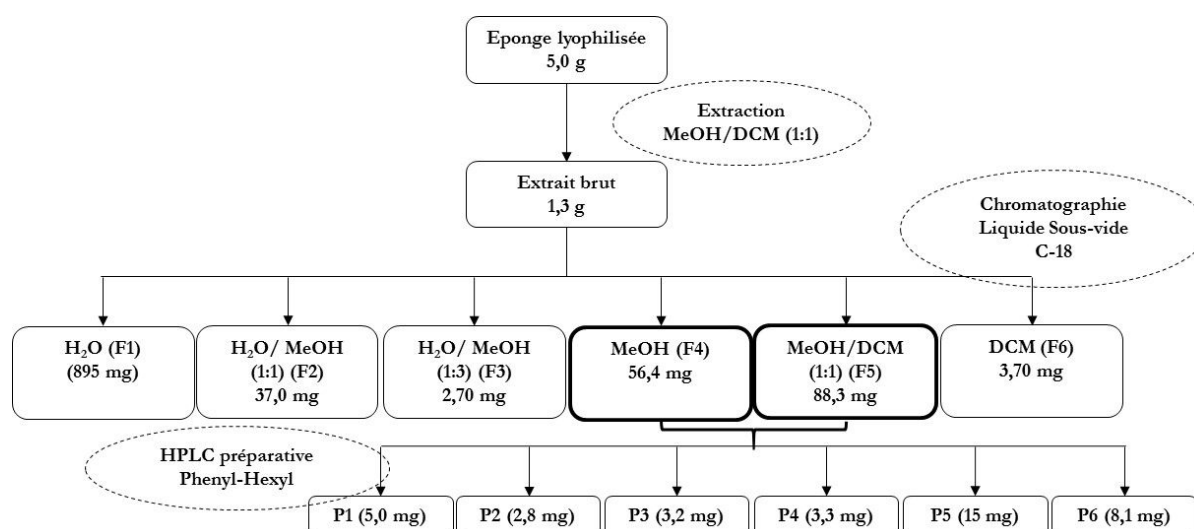 Eponge lyophilisée
5,0 g
Extraction
MeOH/DCM (1:1)
Extrait brut
1,3 g
Chromatographie
Liquide Sous-vide
C-18
H₂O (F1)
(895 mg)
H₂O/ MeOH
(1:1) (F2)
37,0 mg
H₂O/ MeOH
(1:3) (F3)
2,70 mg
MeOH (F4)
56,4 mg
MeOH/DCM
(1:1) (F5)
88,3 mg
DCM (F6)
3,70 mg
HPLC préparative
Phenyl-Hexyl
P1 (5,0 mg)
P2 (2,8 mg)
P3 (3,2 mg)
P4 (3,3 mg)
P5 (15 mg)
P6 (8,1 mg)